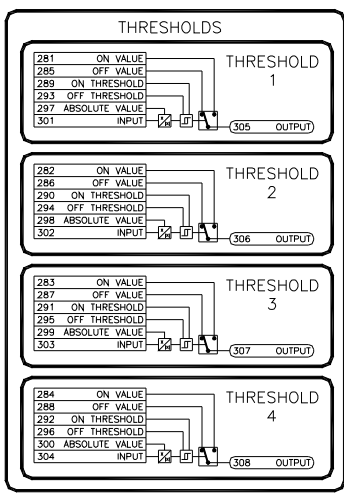 THRESHOLDS
THRESHOLD
1
281 ON VALUE
285 OFF VALUE
289 ON THRESHOLD
293 OFF THRESHOLD
297 ABSOLUTE VALUE
301 INPUT
305 OUTPUT
THRESHOLD
2
282 ON VALUE
286 OFF VALUE
290 ON THRESHOLD
294 OFF THRESHOLD
298 ABSOLUTE VALUE
302 INPUT
306 OUTPUT
THRESHOLD
3
283 ON VALUE
287 OFF VALUE
291 ON THRESHOLD
295 OFF THRESHOLD
299 ABSOLUTE VALUE
303 INPUT
307 OUTPUT
THRESHOLD
4
284 ON VALUE
288 OFF VALUE
292 ON THRESHOLD
296 OFF THRESHOLD
300 ABSOLUTE VALUE
304 INPUT
308 OUTPUT